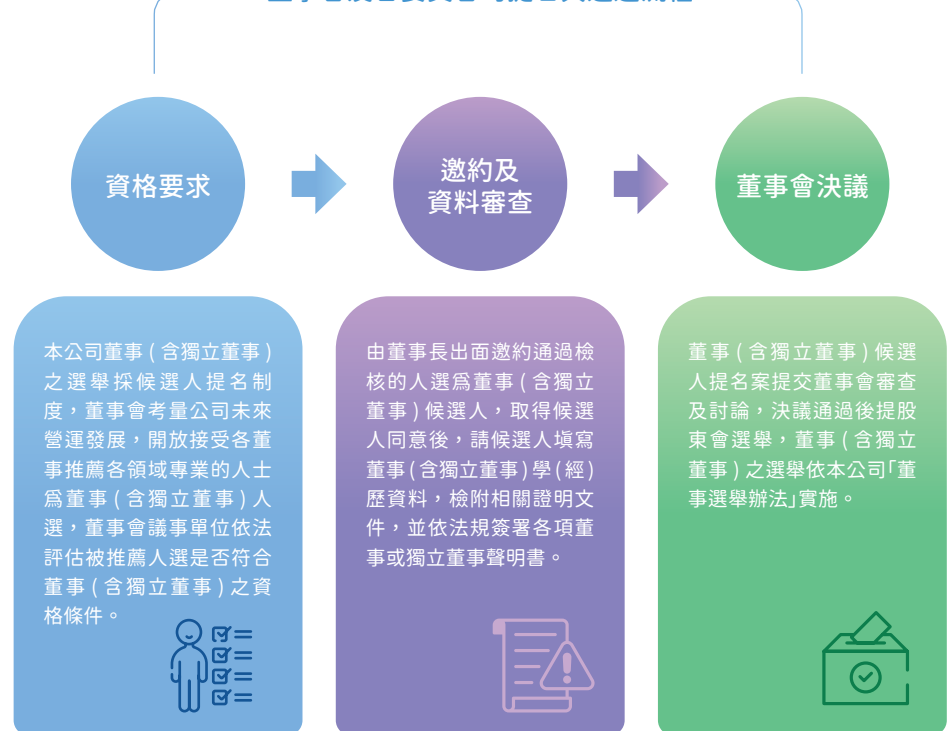 資格要求
邀約及
資料審查
董事會決議
本公司董事 ( 含獨立董事 )
之選舉採候選人提名制
度，董事會考量公司未來
營運發展，開放接受各董
事推薦各領域專業的人士
爲董事 ( 含獨立董事 ) 人
選，董事會議事單位依法
評估被推薦人選是否符合
董事 ( 含獨立董事 ) 之資
格條件。
由董事長出面邀約通過檢
核的人選爲董事 ( 含獨立
董事 ) 候選人，取得候選
人同意後，請候選人塡寫
董事(含獨立董事)學(經)
歷資料，檢附相關證明文
件，並依法規簽署各項董
事或獨立董事聲明書。
董事 ( 含獨立董事 ) 候選
人提名案提交董事會審查
及討論，決議通過後提股
東會選舉，董事 ( 含獨立
董事 ) 之選舉依本公司「董
事選舉辦法」實施。